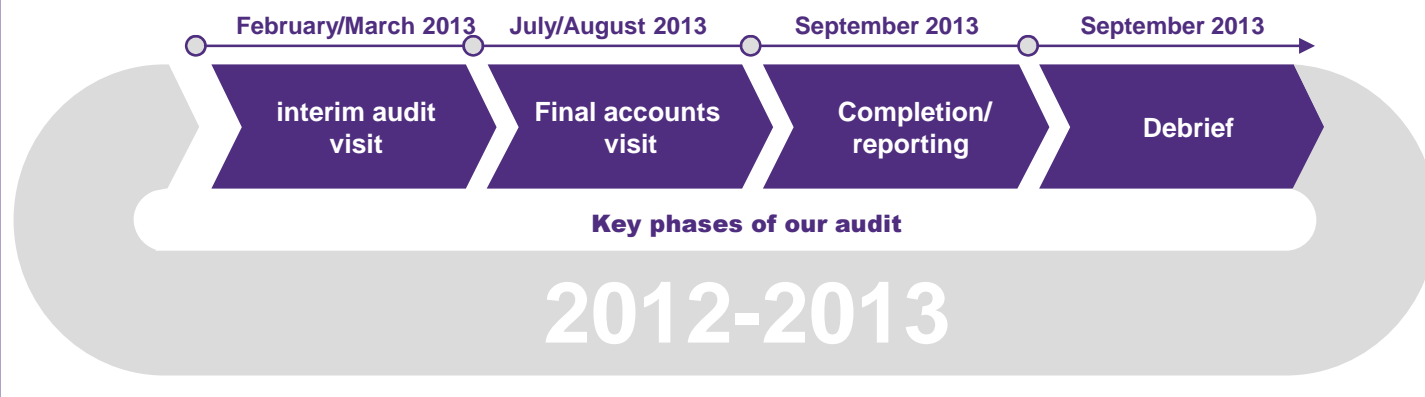 February/March 2013
July/August 2013
September 2013
September 2013
interim audit
visit
Final accounts
visit
Completion/
reporting
Debrief
Key phases of our audit
2012-2013